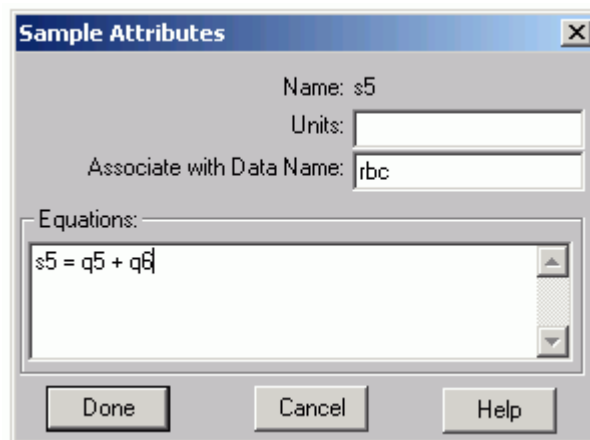 Sample Attributes
Name: s5
Units:
Associate with Data Name: rbc
Equations:
s5 = q5 + q6
Done Cancel Help